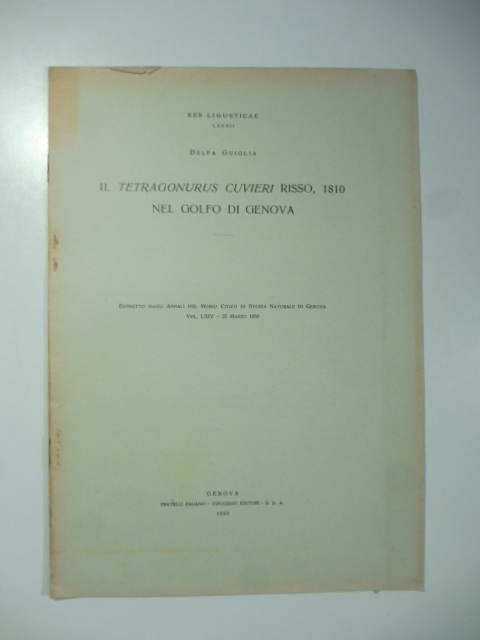 RES LIGUSTICAE
LXXXII
DELFA GUIGLIA
IL TETRAGONURUS CUVIERI RISSO, 1810
NEL GOLFO DI GENOVA
ESTRATTO DAGLI ANNALI DEL MUSEO CIVICO DI STORIA NATURALE DI GENOVA
VOL. LXIV - 25 MARZO 1950
GENOVA
FRATELLI PAGANO - TIPOGRAFI EDITORI - S. P. A.
1950